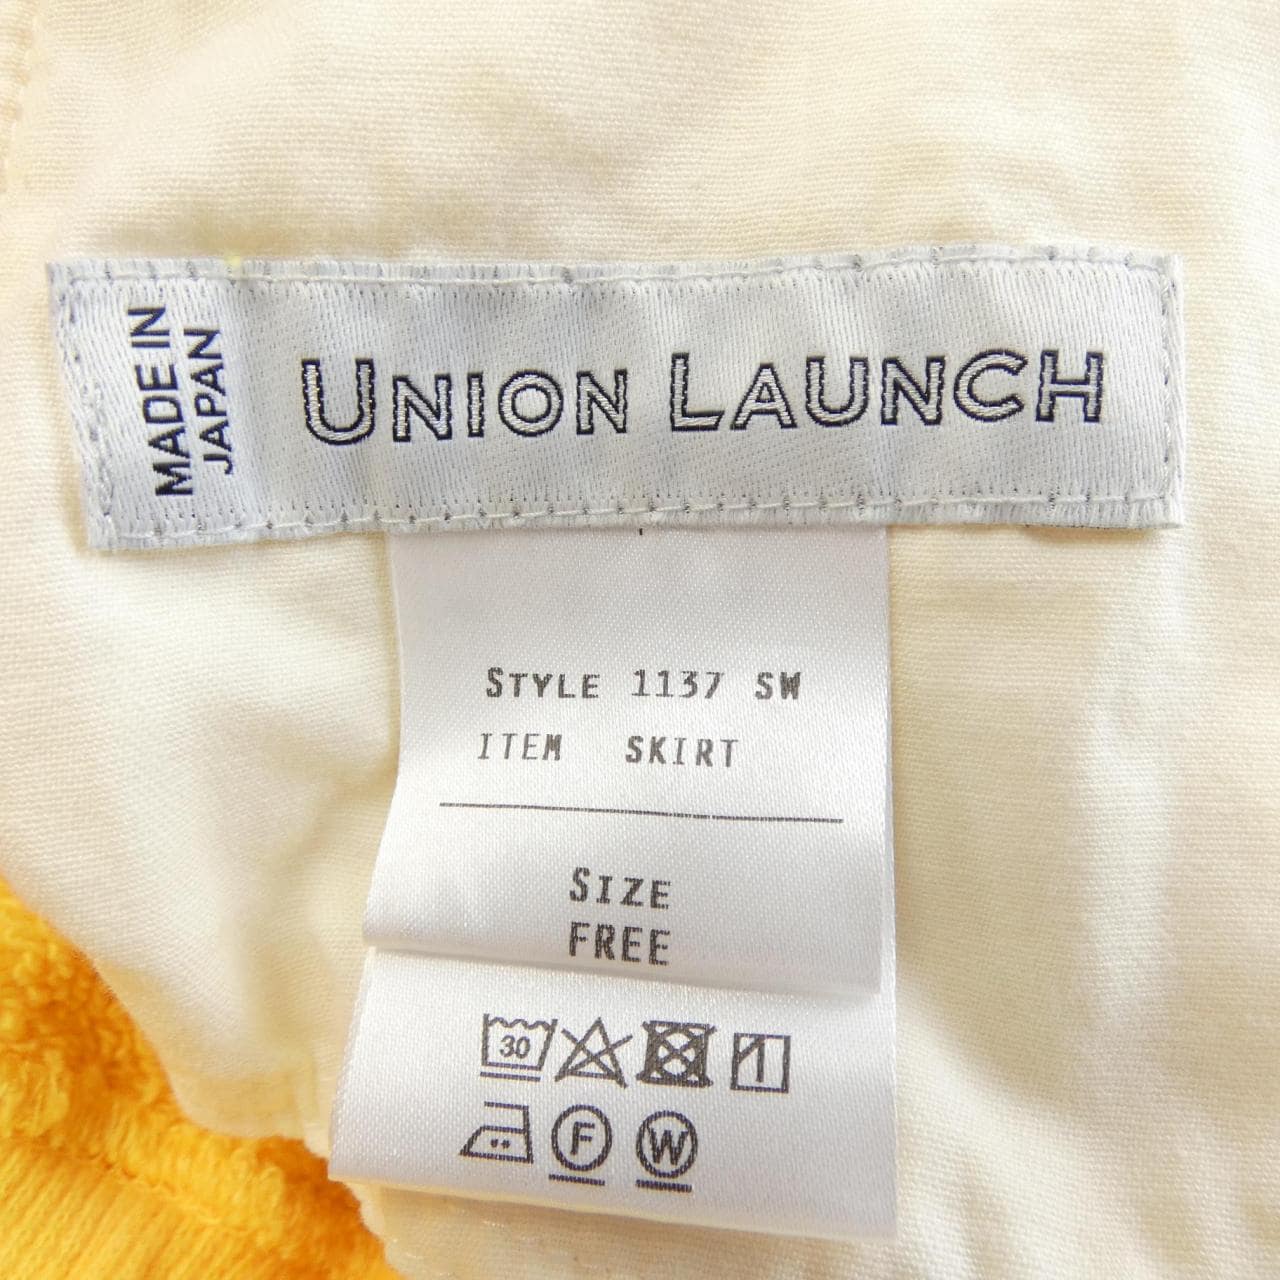 MADE IN
JAPAN
UNION LAUNCH
STYLE 1137 SW
ITEM SKIRT
SIZE
FREE
30
F
W